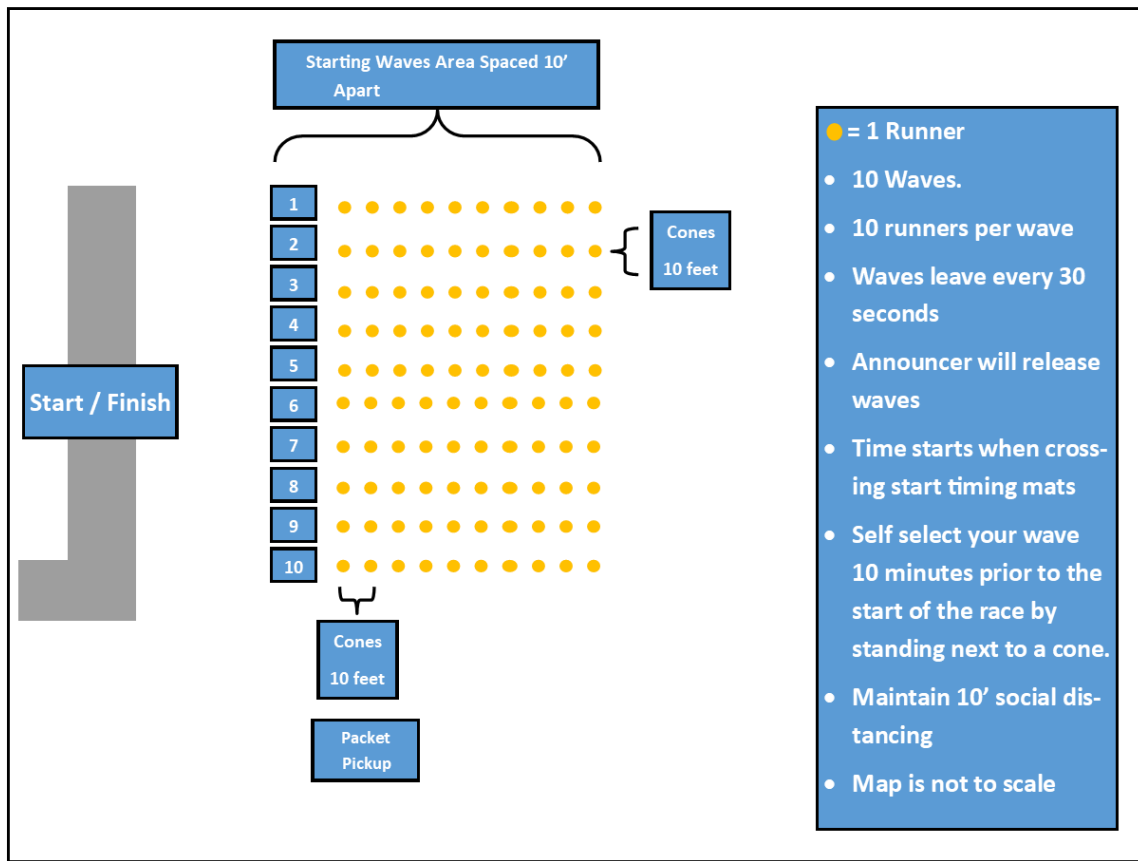 Starting Waves Area Spaced 10’
Apart
1
2
3
4
5
6
7
8
9
10
Cones
10 feet
Start / Finish
Cones
10 feet
Packet
Pickup
= 1 Runner
• 10 Waves.
• 10 runners per wave
• Waves leave every 30
seconds
• Announcer will release
waves
• Time starts when cross-
ing start timing mats
• Self select your wave
10 minutes prior to the
start of the race by
standing next to a cone.
• Maintain 10’ social dis-
tancing
• Map is not to scale